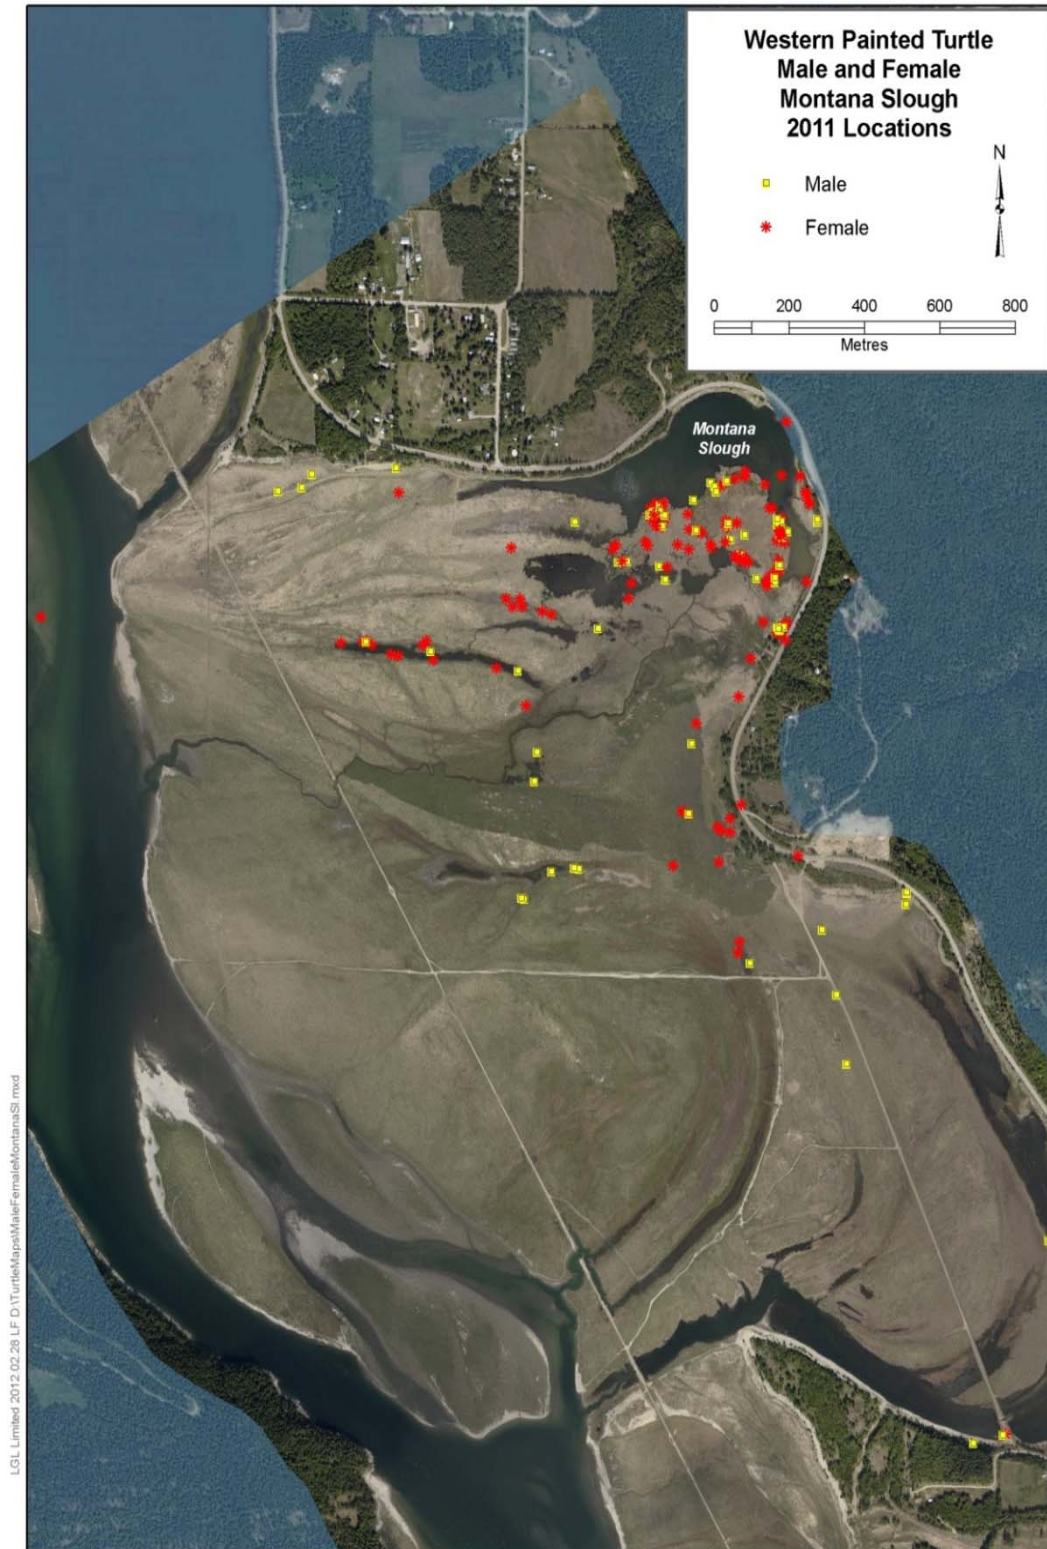 Western Painted Turtle
Male and Female
Montana Slough
2011 Locations
N
Male
Female
0 200 400 600 800
Metres
Montana
Slough
LGL Limited 2012.02.28 LF D:\TurtleMaps\MaleFemaleMontanaSl.mxd